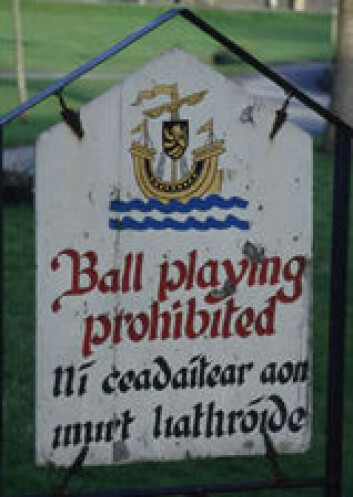 Ball playing
prohibited
Ní ceadaítear aon
imirt liathróide